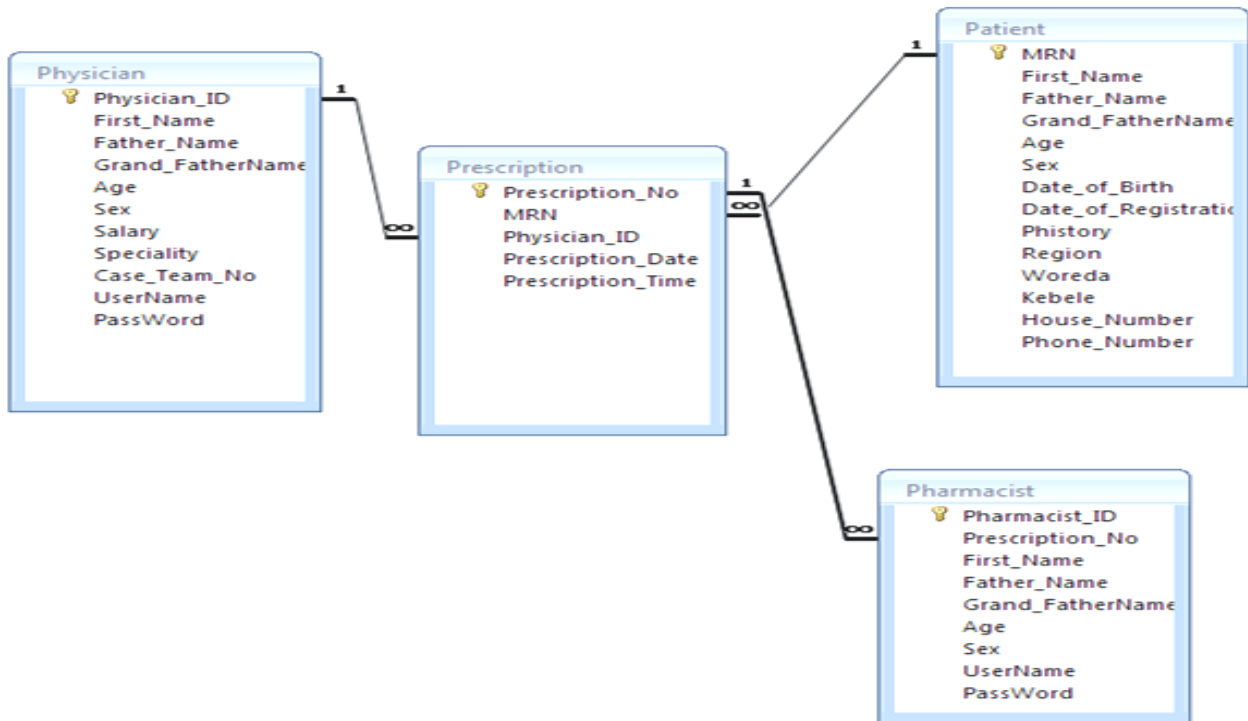 Physician
Physician_ID
First_Name
Father_Name
Grand_FatherName
Age
Sex
Salary
Speciality
Case_Team_No
UserName
PassWord
1
∞
Prescription
Prescription_No
MRN
Physician_ID
Prescription_Date
Prescription_Time
1
∞
1
∞
Patient
MRN
First_Name
Father_Name
Grand_FatherName
Age
Sex
Date_of_Birth
Date_of_Registratio
Phistory
Region
Woreda
Kebele
House_Number
Phone_Number
Pharmacist
Pharmacist_ID
Prescription_No
First_Name
Father_Name
Grand_FatherName
Age
Sex
UserName
PassWord